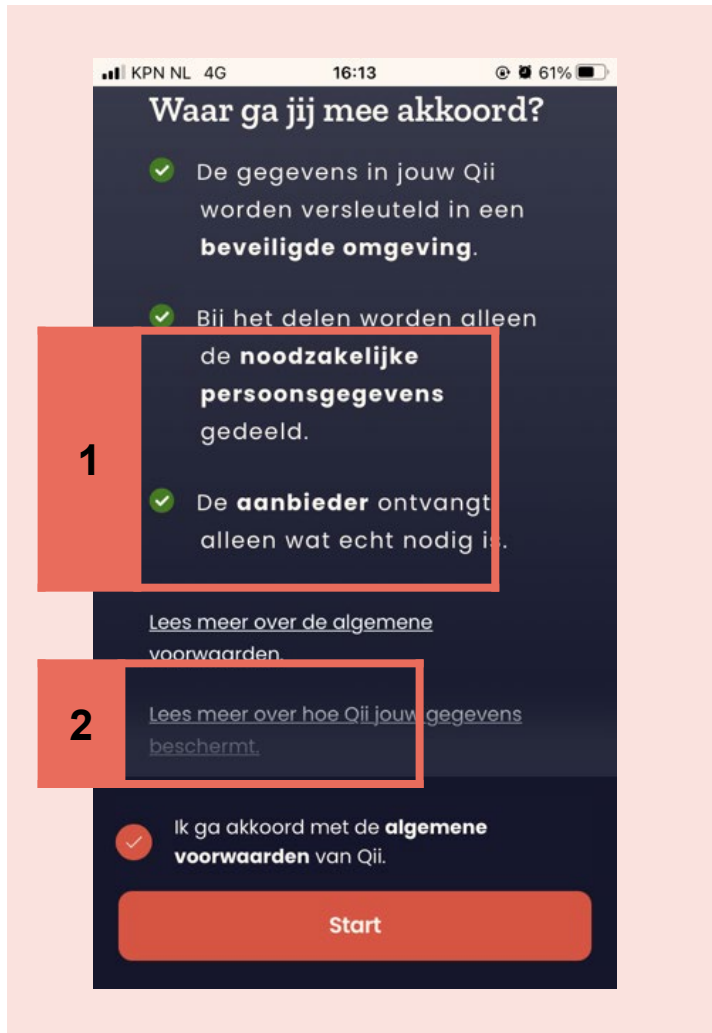 KPN NL 4G 16:13 61%
Waar ga jij mee akkoord?
De gegevens in jouw Qii
worden versleuteld in een
beveiligde omgeving.
Bij het delen worden alleen
de noodzakelijke
persoonsgegevens
gedeeld.
1
De aanbieder ontvangt
alleen wat echt nodig is.
Lees meer over de algemene
voorwaarden.
2
Lees meer over hoe Qii jouw gegevens
beschermt.
Ik ga akkoord met de algemene
voorwaarden van Qii.
Start